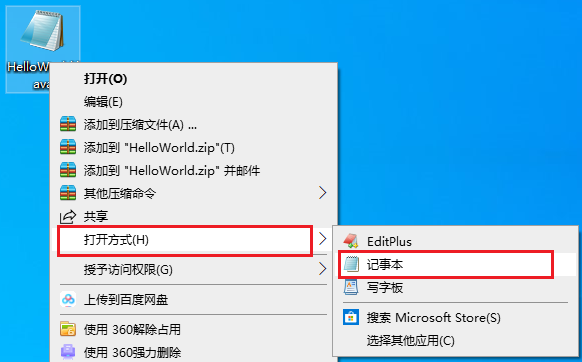 HelloWorld.j
ava
打开(O)
编辑(E)
添加到压缩文件(A) ...
添加到 "HelloWorld.zip"(T)
添加到 "HelloWorld.zip" 并邮件
其他压缩命令
共享
打开方式(H)
授予访问权限(G)
上传到百度网盘
使用 360解除占用
使用 360强力删除
EditPlus
记事本
写字板
搜索 Microsoft Store(S)
选择其他应用(C)